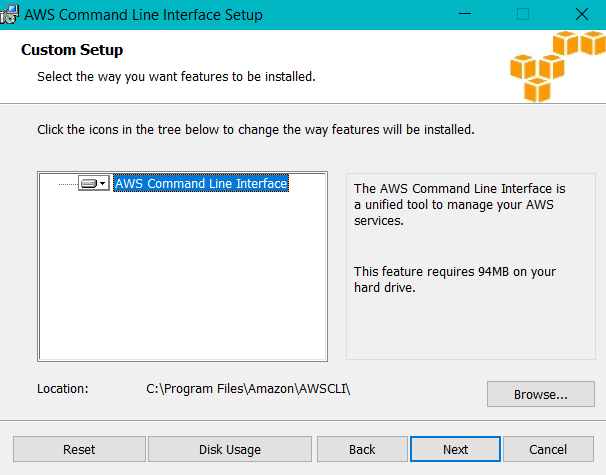 AWS Command Line Interface Setup
Custom Setup
Select the way you want features to be installed.
Click the icons in the tree below to change the way features will be installed.
AWS Command Line Interface
The AWS Command Line Interface is
a unified tool to manage your AWS
services.
This feature requires 94MB on your
hard drive.
Location:
C:\Program Files\Amazon\AWSCLI\
Browse...
Reset
Disk Usage
Back
Next
Cancel